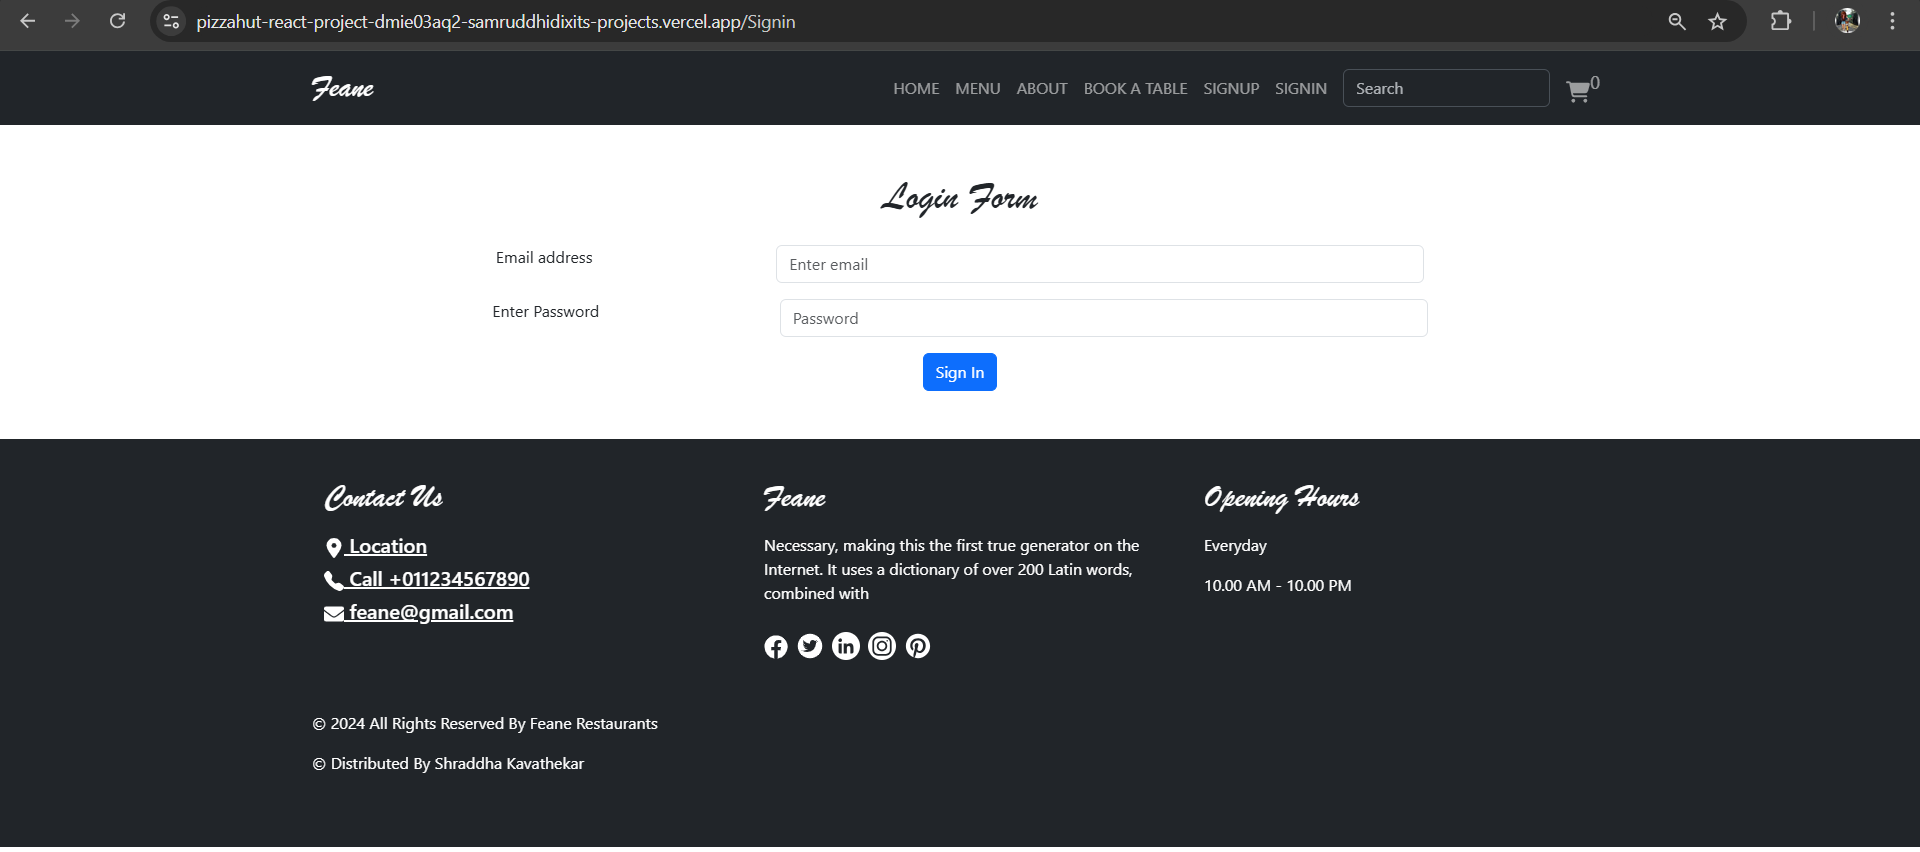 pizzahut-react-project-dmie03aq2-samruddhidixits-projects.vercel.app/Signin
Feane
HOME MENU ABOUT BOOK A TABLE SIGNUP SIGNIN Search 0
Login Form
Email address Enter email
Enter Password Password
Sign In
Contact Us
Location
Call +011234567890
feane@gmail.com
Feane
Necessary, making this the first true generator on the
Internet. It uses a dictionary of over 200 Latin words,
combined with
Opening Hours
Everyday
10.00 AM - 10.00 PM
© 2024 All Rights Reserved By Feane Restaurants
© Distributed By Shraddha Kavathekar